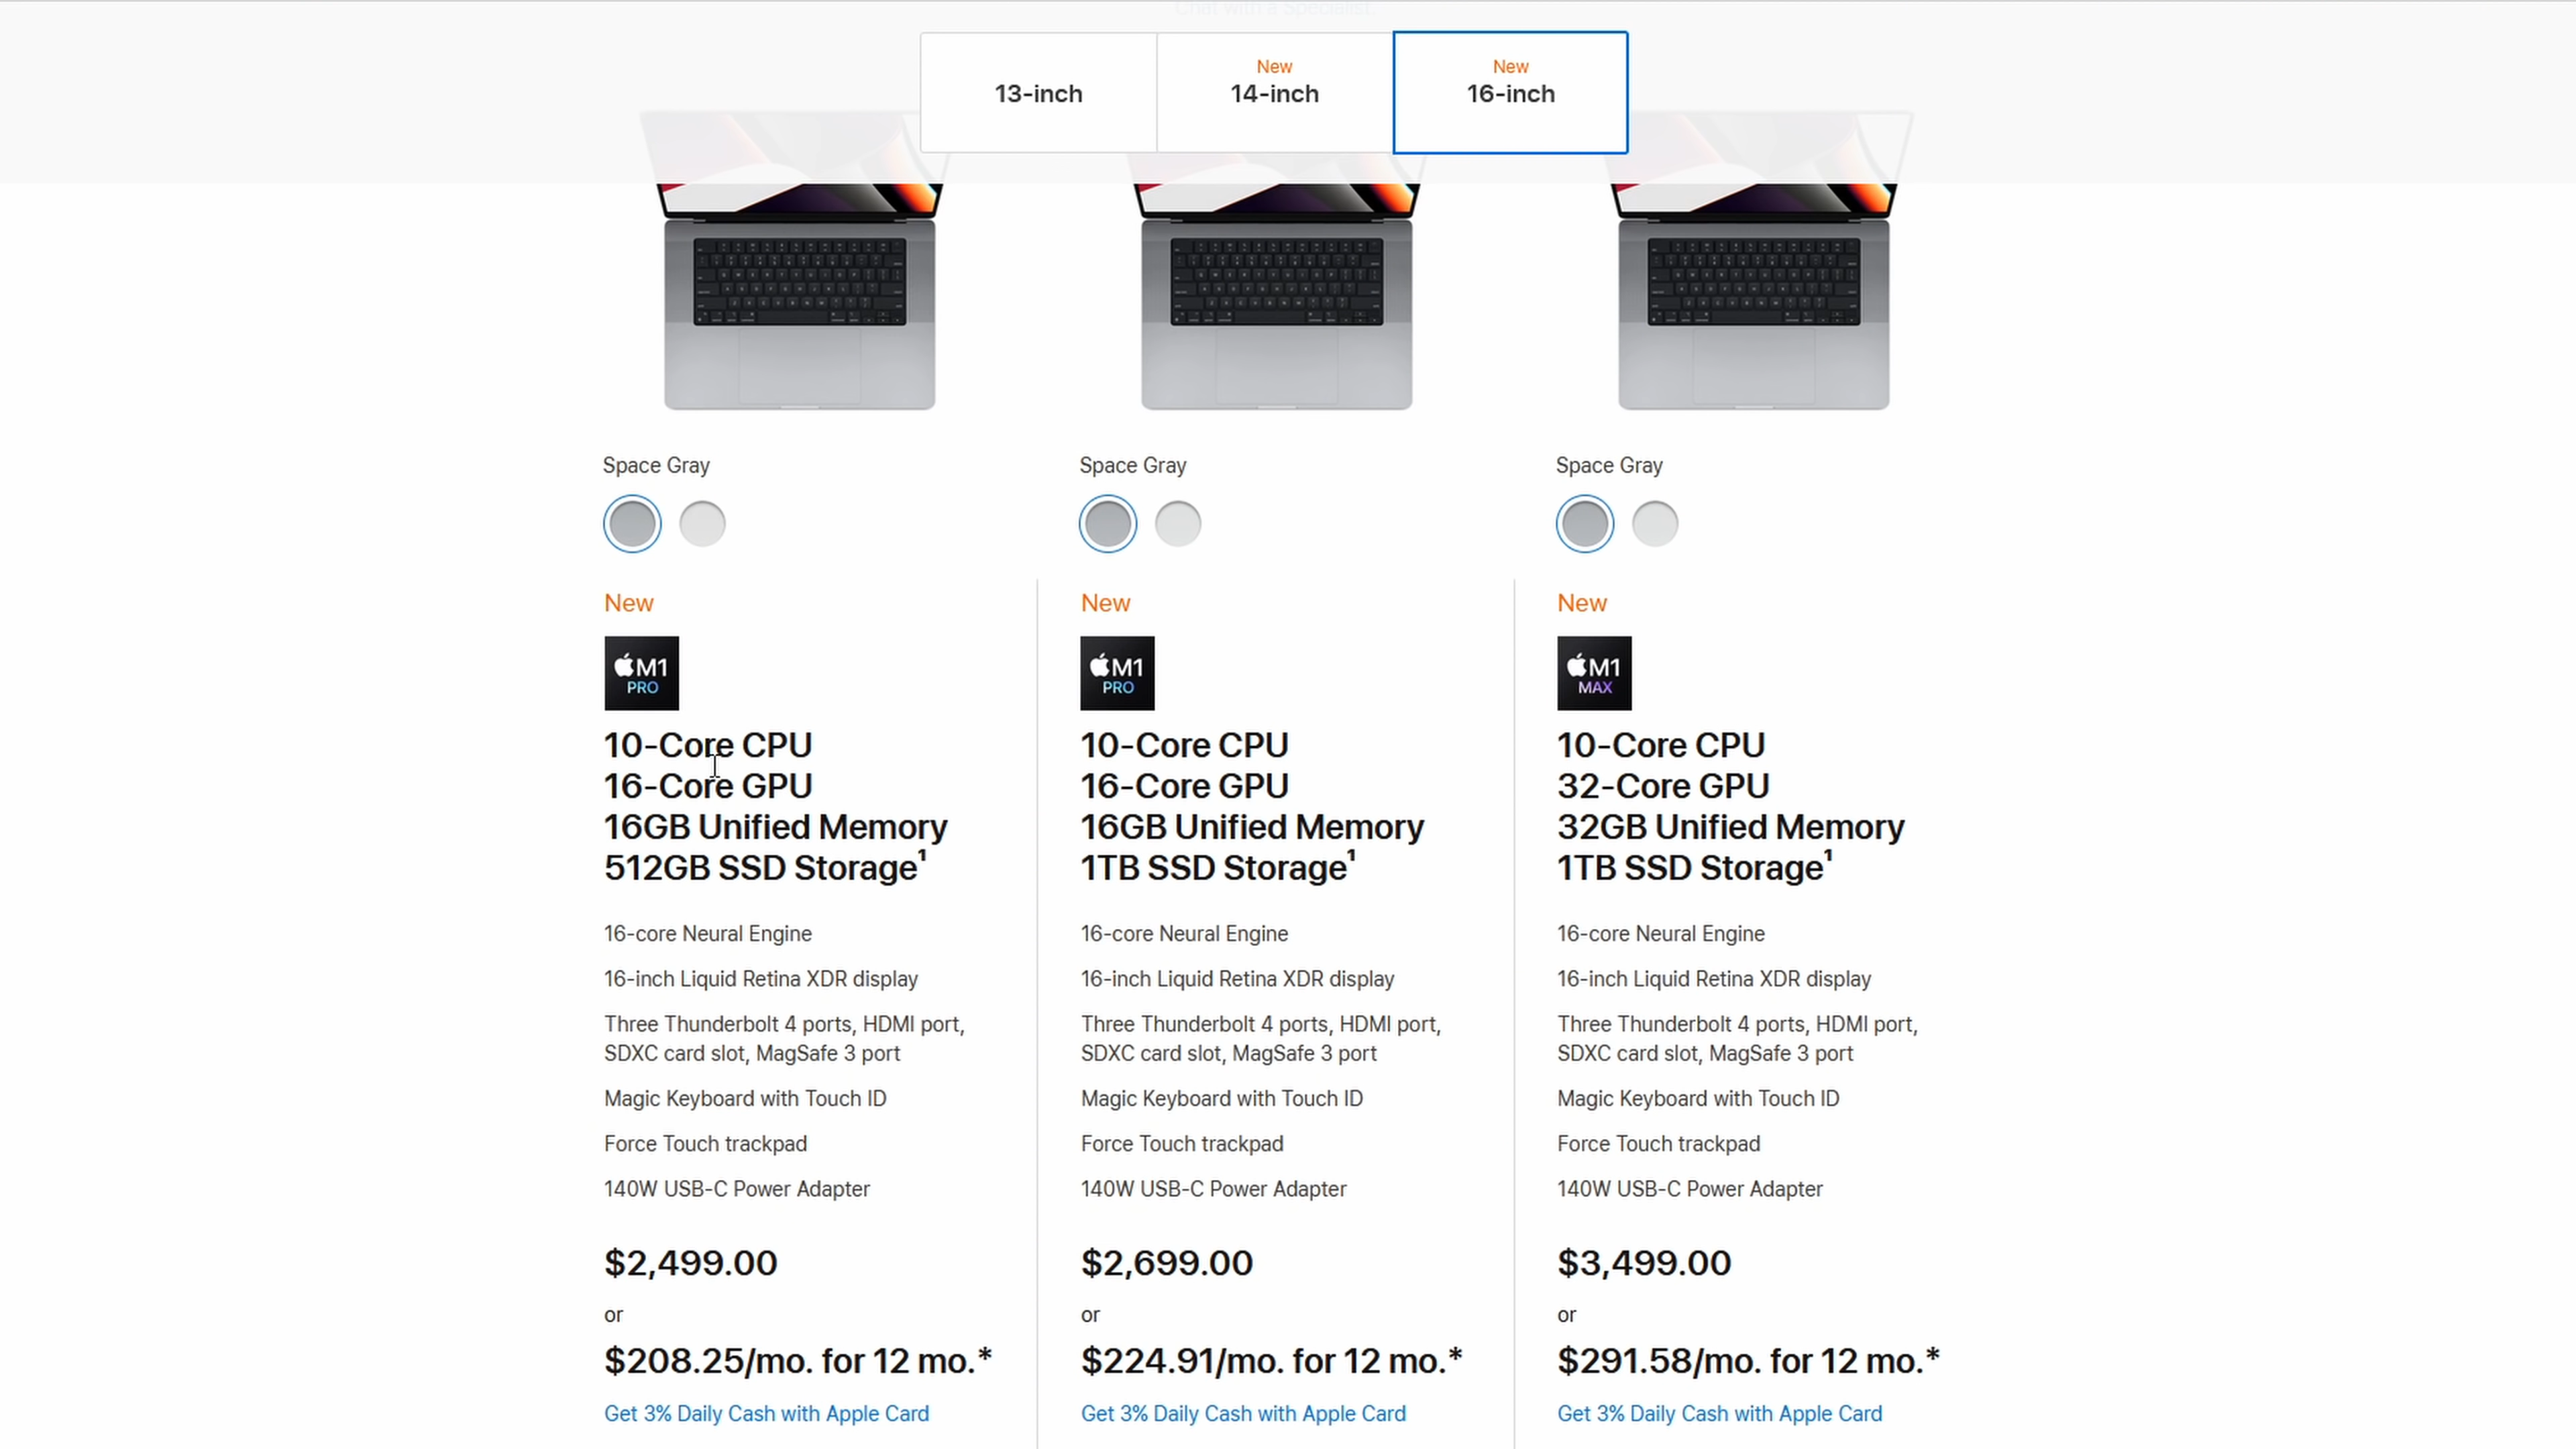 Chat with a Specialist.
13-inch
New
14-inch
New
16-inch
Space Gray
Space Gray
Space Gray
New
M1
PRO
10-Core CPU
16-Core GPU
16GB Unified Memory
512GB SSD Storage¹
16-core Neural Engine
16-inch Liquid Retina XDR display
Three Thunderbolt 4 ports, HDMI port,
SDXC card slot, MagSafe 3 port
Magic Keyboard with Touch ID
Force Touch trackpad
140W USB-C Power Adapter
$2,499.00
or
$208.25/mo. for 12 mo.*
Get 3% Daily Cash with Apple Card
New
M1
PRO
10-Core CPU
16-Core GPU
16GB Unified Memory
1TB SSD Storage¹
16-core Neural Engine
16-inch Liquid Retina XDR display
Three Thunderbolt 4 ports, HDMI port,
SDXC card slot, MagSafe 3 port
Magic Keyboard with Touch ID
Force Touch trackpad
140W USB-C Power Adapter
$2,699.00
or
$224.91/mo. for 12 mo.*
Get 3% Daily Cash with Apple Card
New
M1
MAX
10-Core CPU
32-Core GPU
32GB Unified Memory
1TB SSD Storage¹
16-core Neural Engine
16-inch Liquid Retina XDR display
Three Thunderbolt 4 ports, HDMI port,
SDXC card slot, MagSafe 3 port
Magic Keyboard with Touch ID
Force Touch trackpad
140W USB-C Power Adapter
$3,499.00
or
$291.58/mo. for 12 mo.*
Get 3% Daily Cash with Apple Card